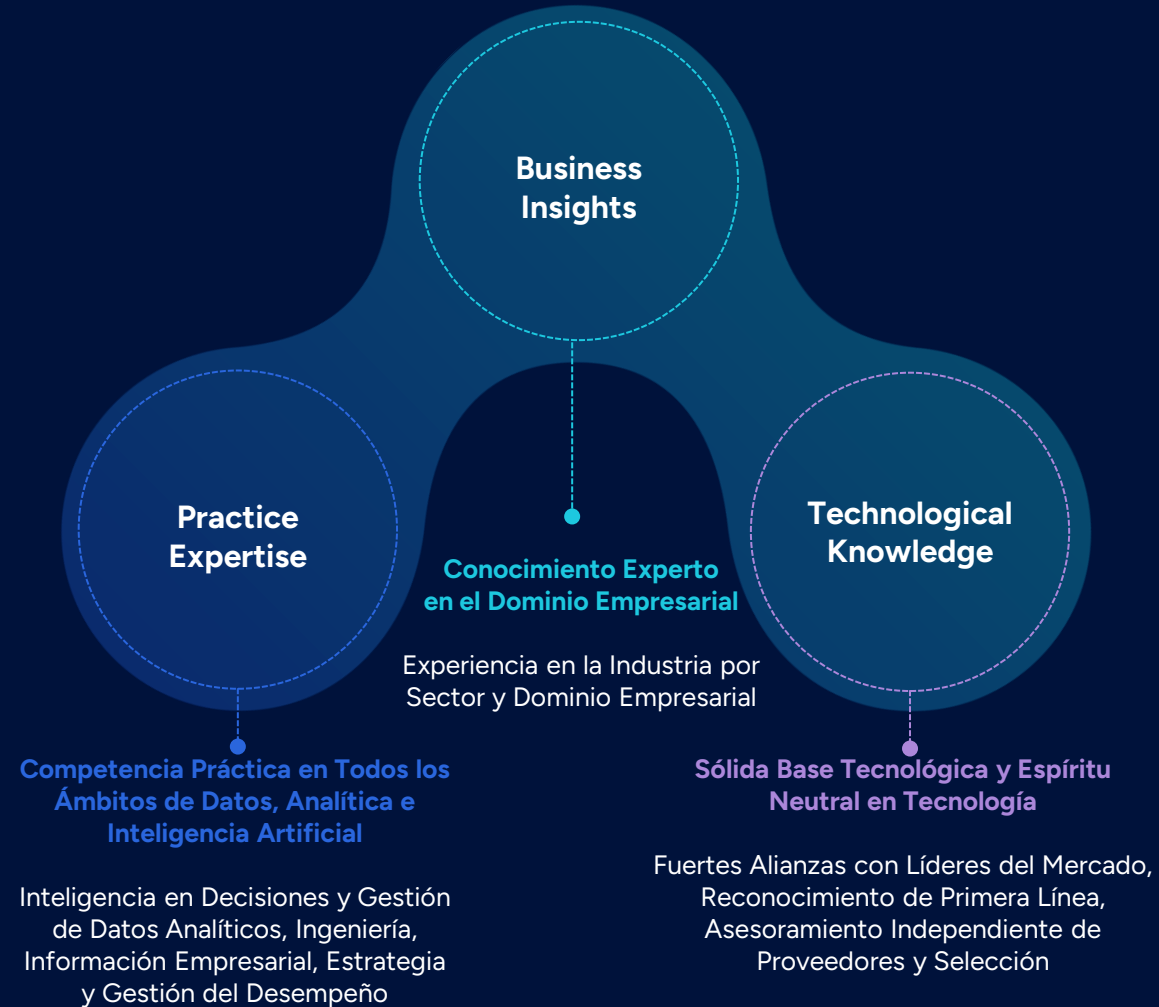 Business
Insights
Practice
Expertise
Technological
Knowledge
Conocimiento Experto
en el Dominio Empresarial
Experiencia en la Industria por
Sector y Dominio Empresarial
Competencia Práctica en Todos los
Ámbitos de Datos, Analítica e
Inteligencia Artificial
Inteligencia en Decisiones y Gestión
de Datos Analíticos, Ingeniería,
Información Empresarial, Estrategia
y Gestión del Desempeño
Sólida Base Tecnológica y Espíritu
Neutral en Tecnología
Fuertes Alianzas con Líderes del Mercado,
Reconocimiento de Primera Línea,
Asesoramiento Independiente de
Proveedores y Selección